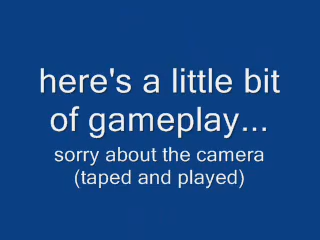 here's a little bit
of gameplay...
sorry about the camera
(taped and played)